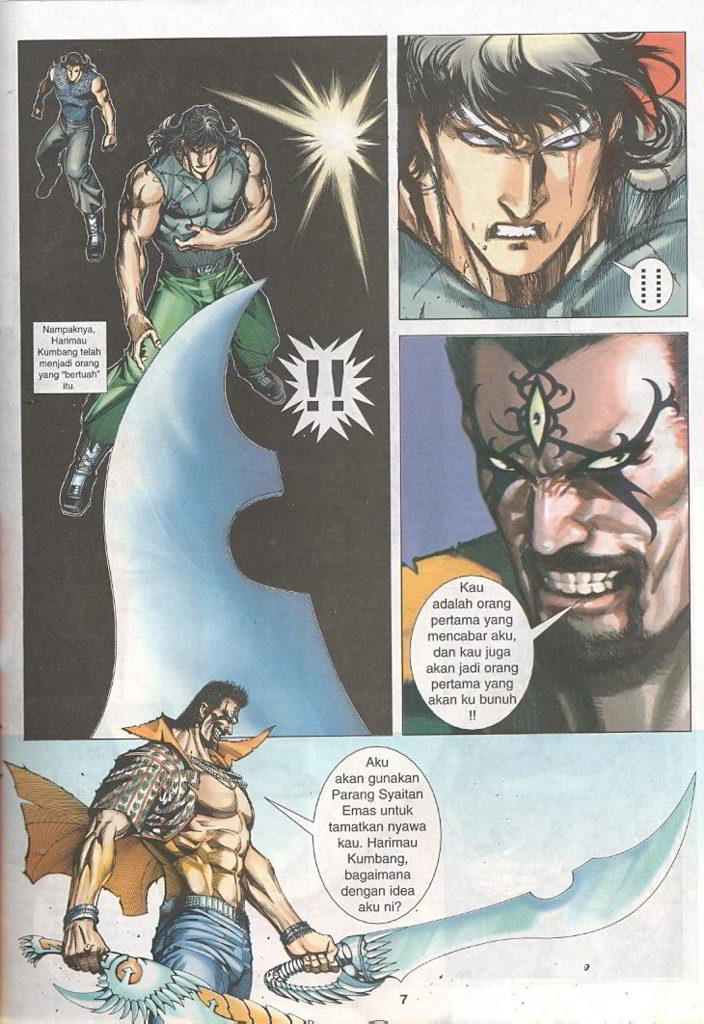 Nampaknya,
Harimau
Kumbang telah
menjadi orang
yang "bertuah"
itu.
!!
!!
Kau
adalah orang
pertama yang
mencabar aku,
dan kau juga
akan jadi orang
pertama yang
akan ku bunuh
!!
Aku
akan gunakan
Parang Syaitan
Emas untuk
tamatkan nyawa
kau. Harimau
Kumbang,
bagaimana
dengan idea
aku ni?
7